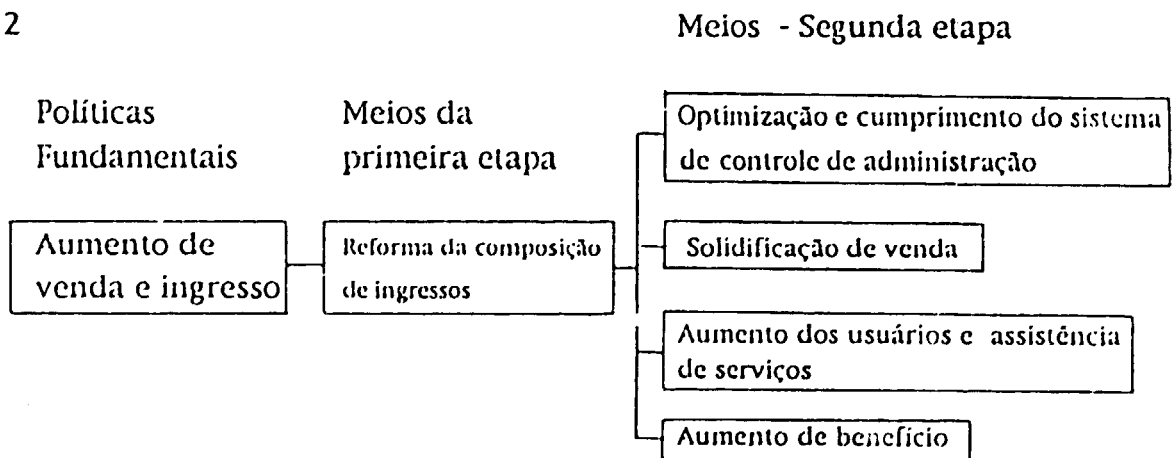 2
Meios - Segunda etapa
Políticas
Fundamentais
Meios da
primeira etapa
Optimização e cumprimento do sistema
de controle de administração
Aumento de
venda e ingresso
Reforma da composição
de ingressos
Solidificação de venda
Aumento dos usuários e assistência
de serviços
Aumento de benefício